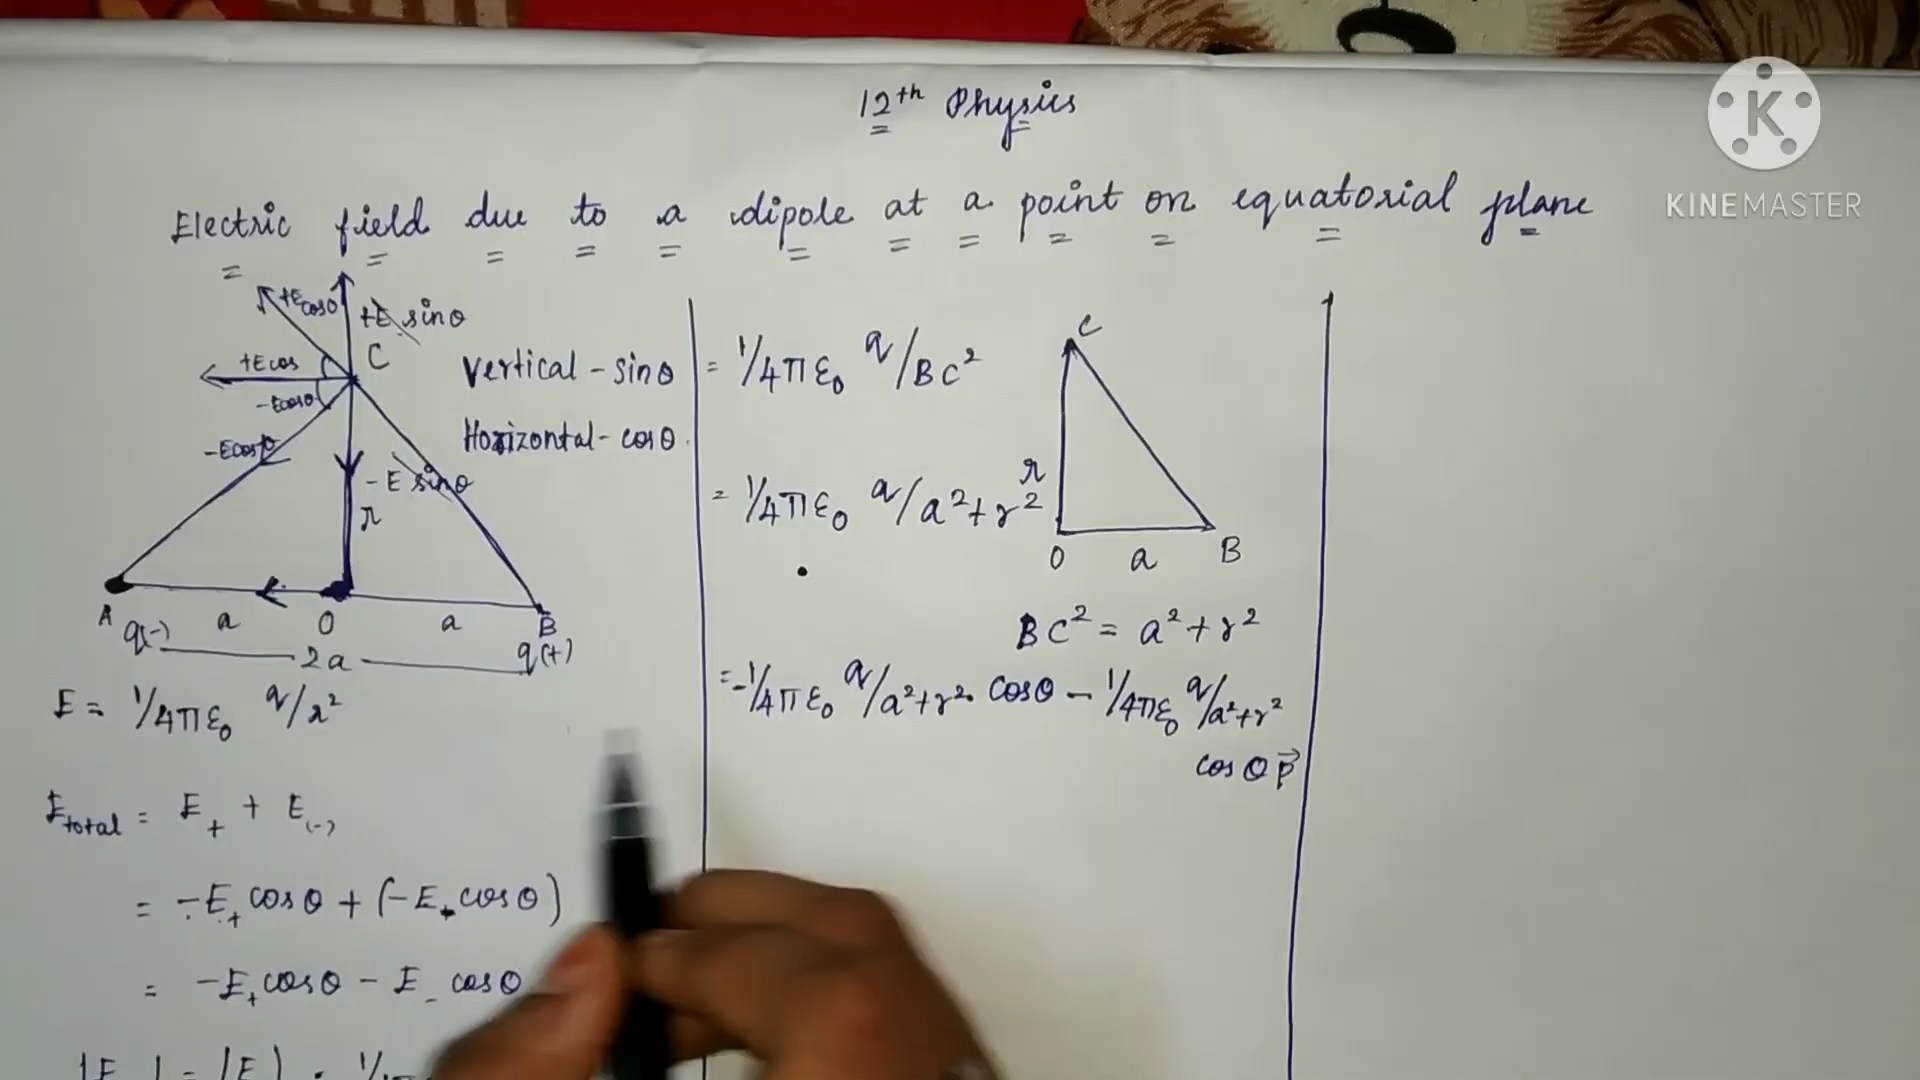 12th Physics
K
KINEMASTER
Electric field due to a dipole at a point on equatorial plane
+E cosθ
+E sinθ
C
+E cos
-E cosθ
-E cosθ
-E sinθ
r
A
a
O
a
B
q(-)
2a
q(+)
Vertical - sinθ
Horizontal - cosθ
E = 1/4πε₀ q/r²
E total = E₊ + E(-)
= -E₊ cosθ + (-E₊ cosθ)
= -E₊ cosθ - E₋ cosθ
= 1/4πε₀ q/BC²
= 1/4πε₀ q/a²+r²
C
r
O
a
B
BC² = a²+r²
= -1/4πε₀ q/a²+r² cosθ - 1/4πε₀ q/a²+r²
cosθ p⃗